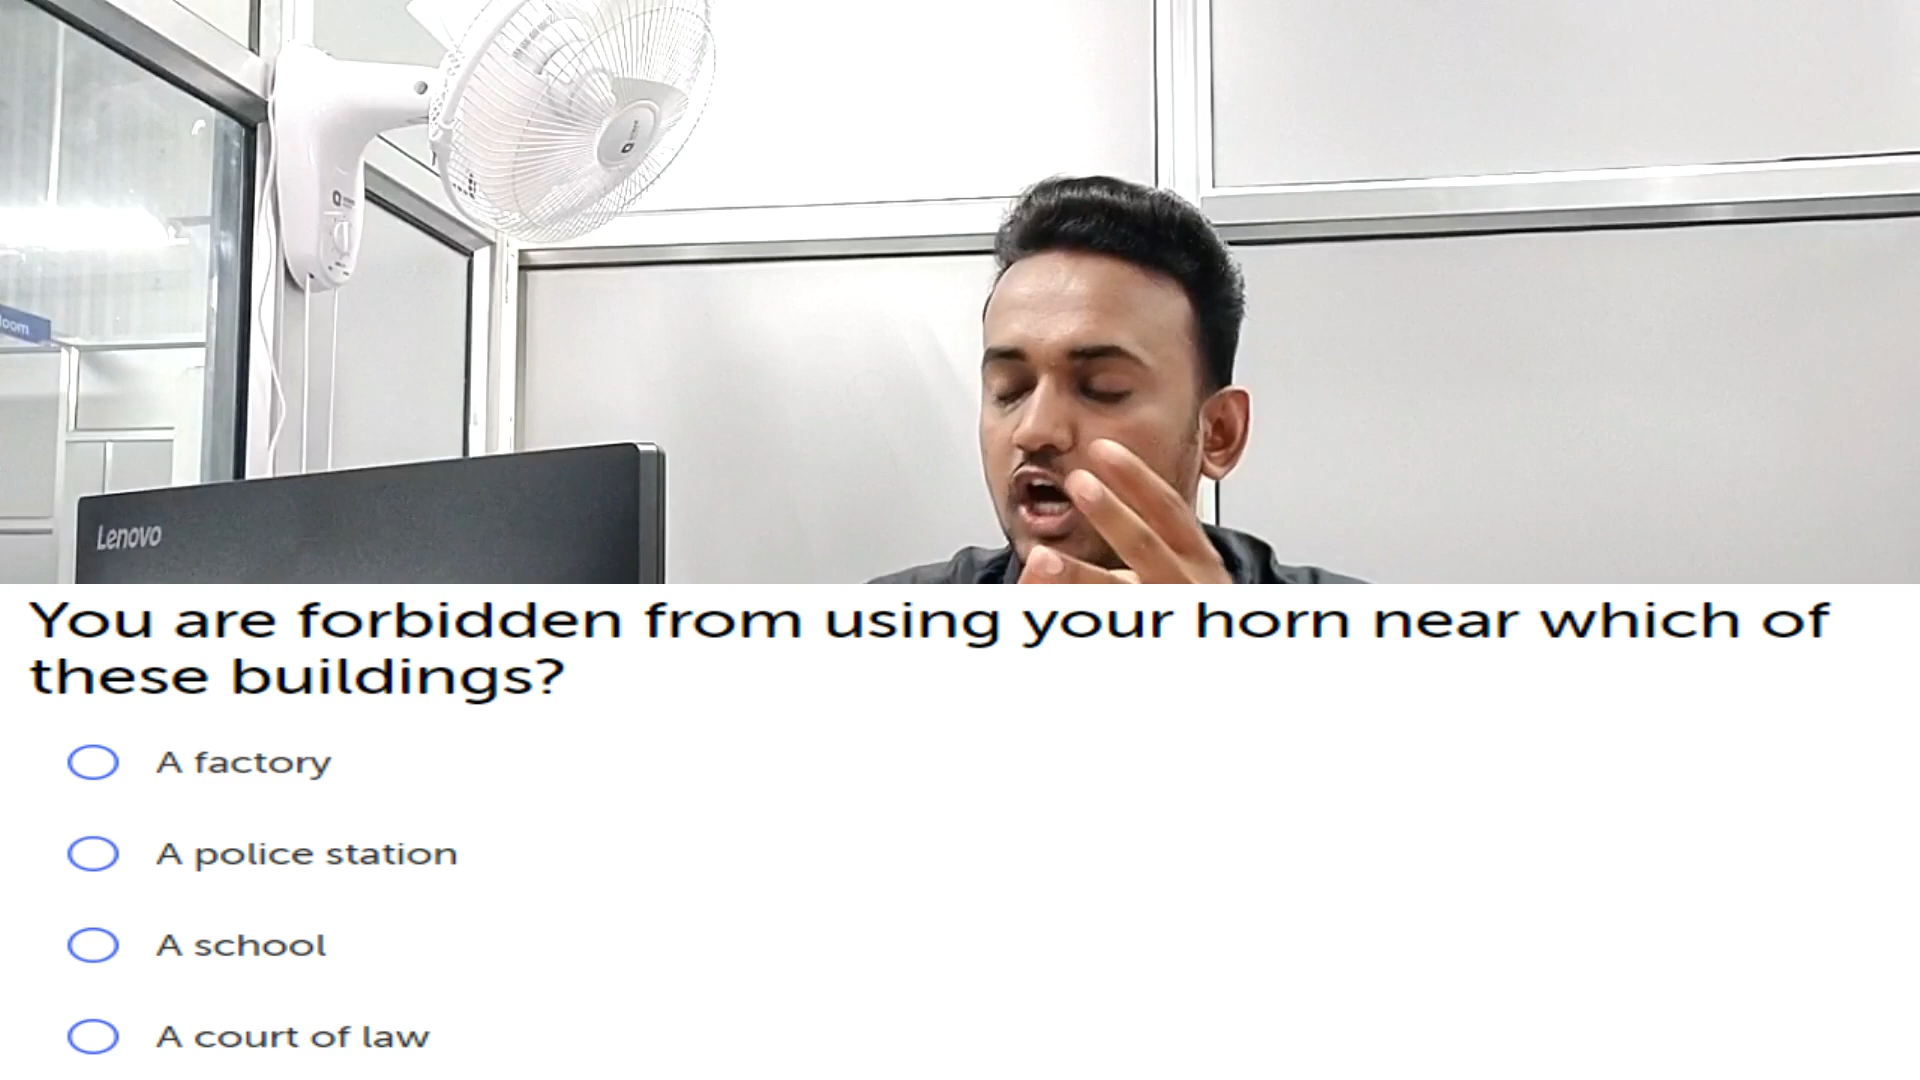 loom
Lenovo
You are forbidden from using your horn near which of
these buildings?
A factory
A police station
A school
A court of law